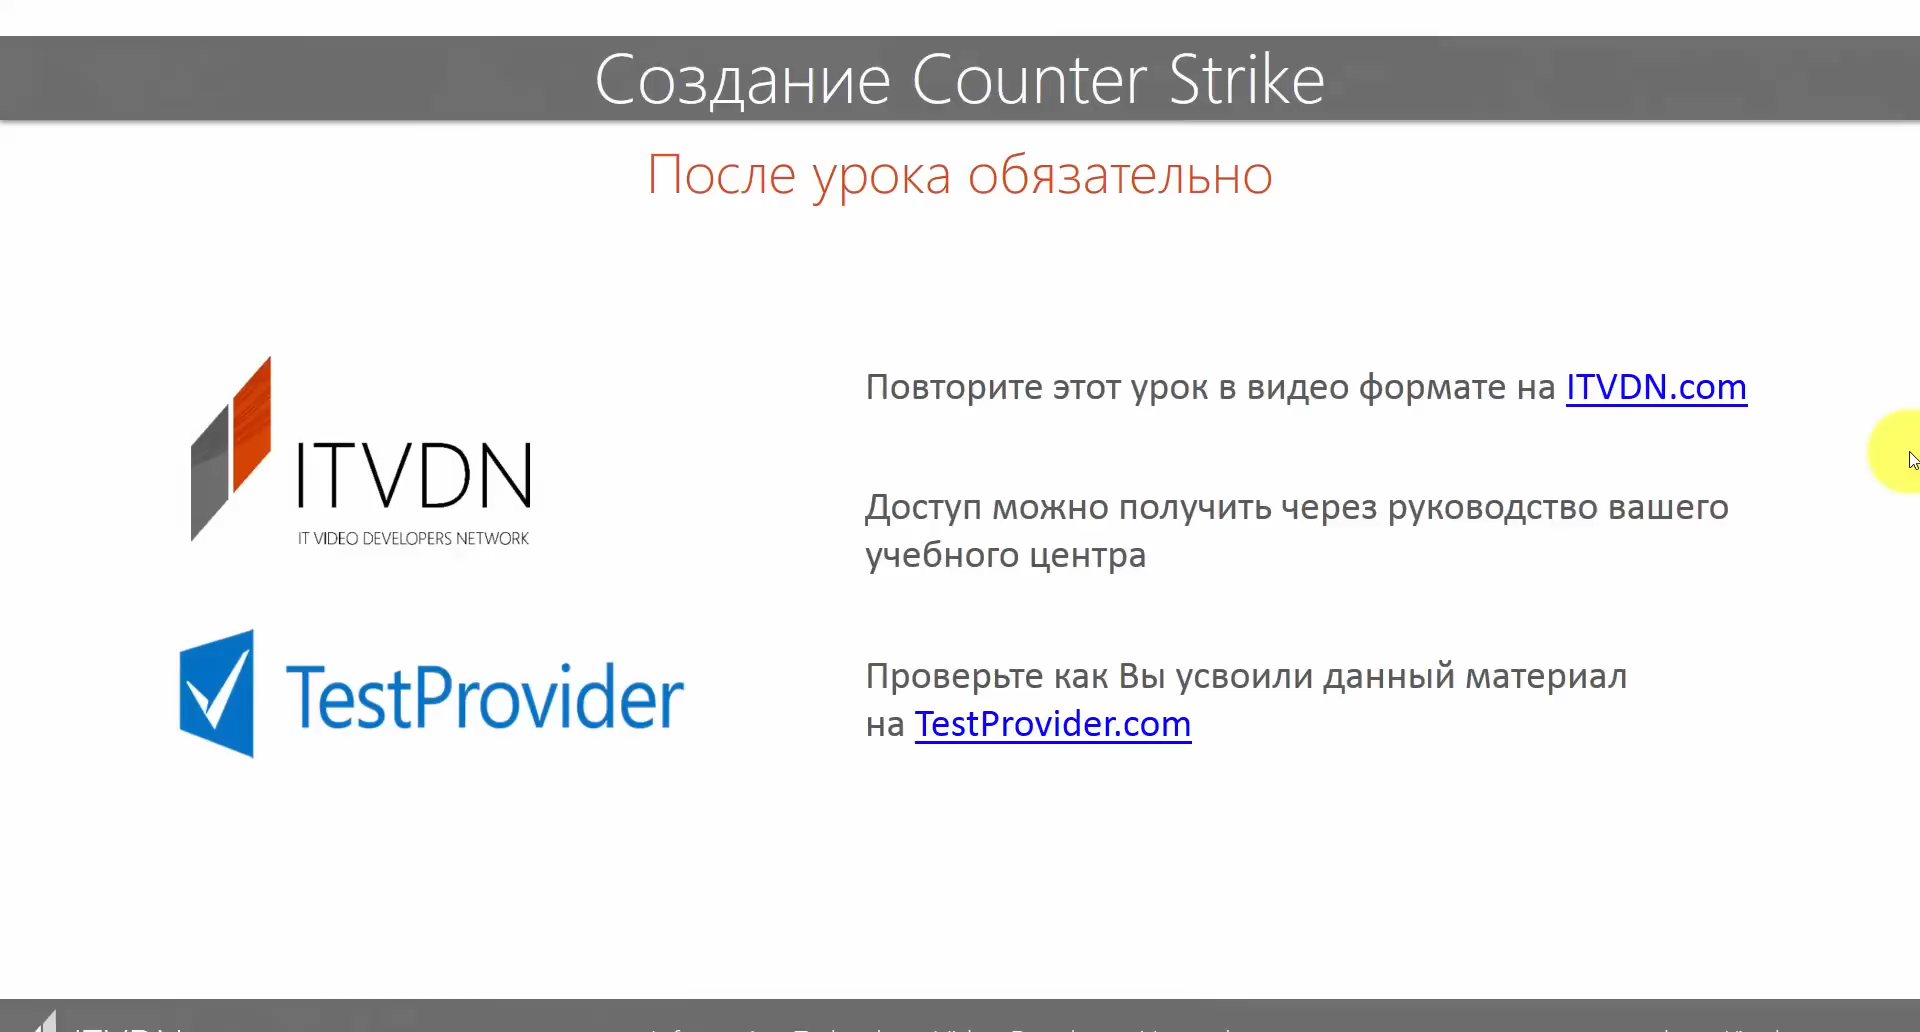 Создание Counter Strike
После урока обязательно
ITVDN
IT VIDEO DEVELOPERS NETWORK
Повторите этот урок в видео формате на ITVDN.com
Доступ можно получить через руководство вашего
учебного центра
TestProvider
Проверьте как Вы усвоили данный материал
на TestProvider.com